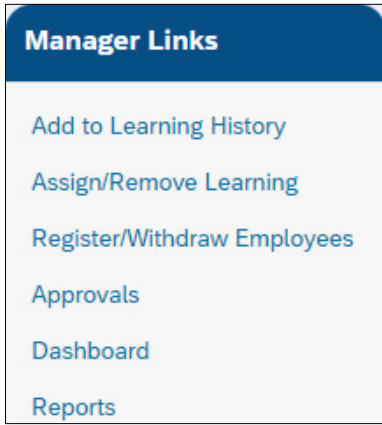 Manager Links
Add to Learning History
Assign/Remove Learning
Register/Withdraw Employees
Approvals
Dashboard
Reports